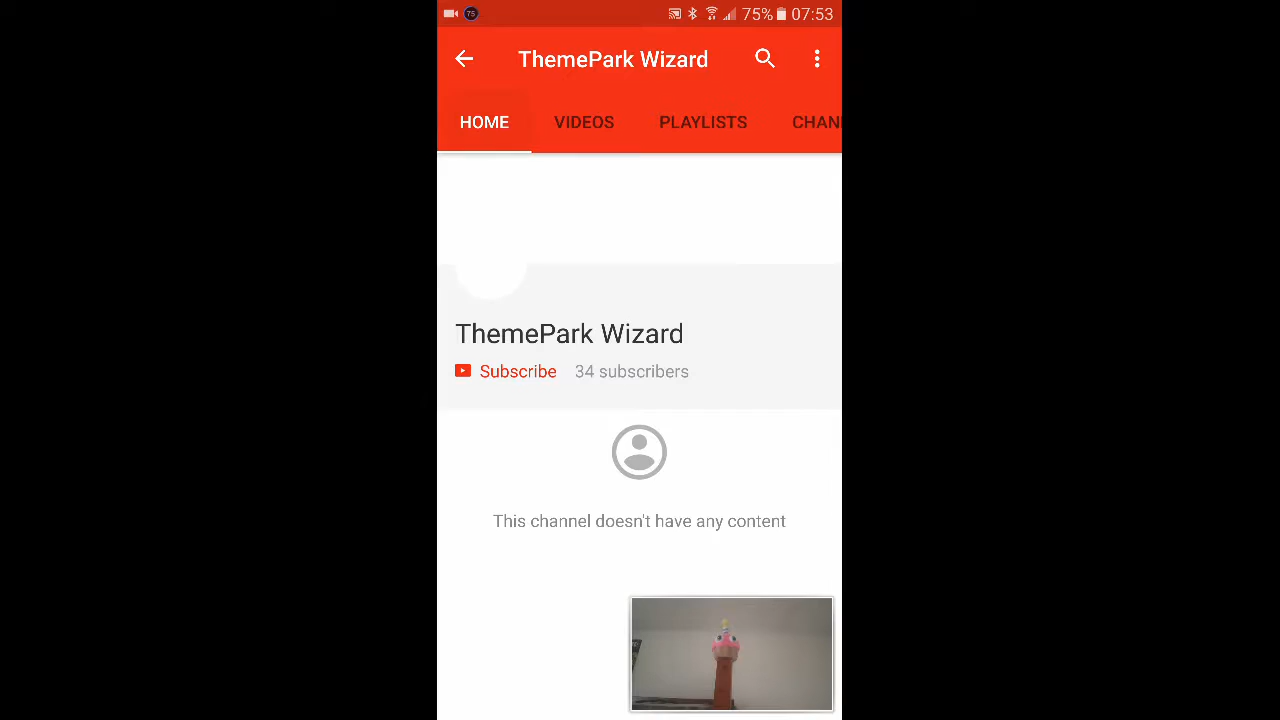 75 75% 07:53
ThemePark Wizard
HOME VIDEOS PLAYLISTS CHAN
ThemePark Wizard
Subscribe 34 subscribers
This channel doesn't have any content